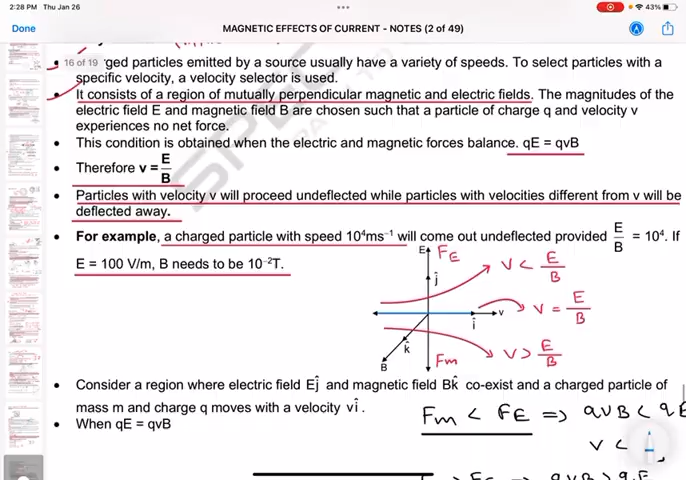 2:28 PM Thu Jan 26
43%
Done
MAGNETIC EFFECTS OF CURRENT - NOTES (2 of 49)
16 of 19
ged particles emitted by a source usually have a variety of speeds. To select particles with a
specific velocity, a velocity selector is used.
• It consists of a region of mutually perpendicular magnetic and electric fields. The magnitudes of the
electric field E and magnetic field B are chosen such that a particle of charge q and velocity v
experiences no net force.
• This condition is obtained when the electric and magnetic forces balance. qE = qvB
• Therefore v = E/B
• Particles with velocity v will proceed undeflected while particles with velocities different from v will be
deflected away.
• For example, a charged particle with speed 10⁴ms⁻¹ will come out undeflected provided E/B = 10⁴. If
E = 100 V/m, B needs to be 10⁻²T.
E FE
ĵ
V < E/B
î v
V = E/B
k̂
B
Fm
V > E/B
• Consider a region where electric field Eĵ and magnetic field Bk̂ co-exist and a charged particle of
mass m and charge q moves with a velocity vî.
Fm < FE ⇒ qVB < qE
• When qE = qvB
V <